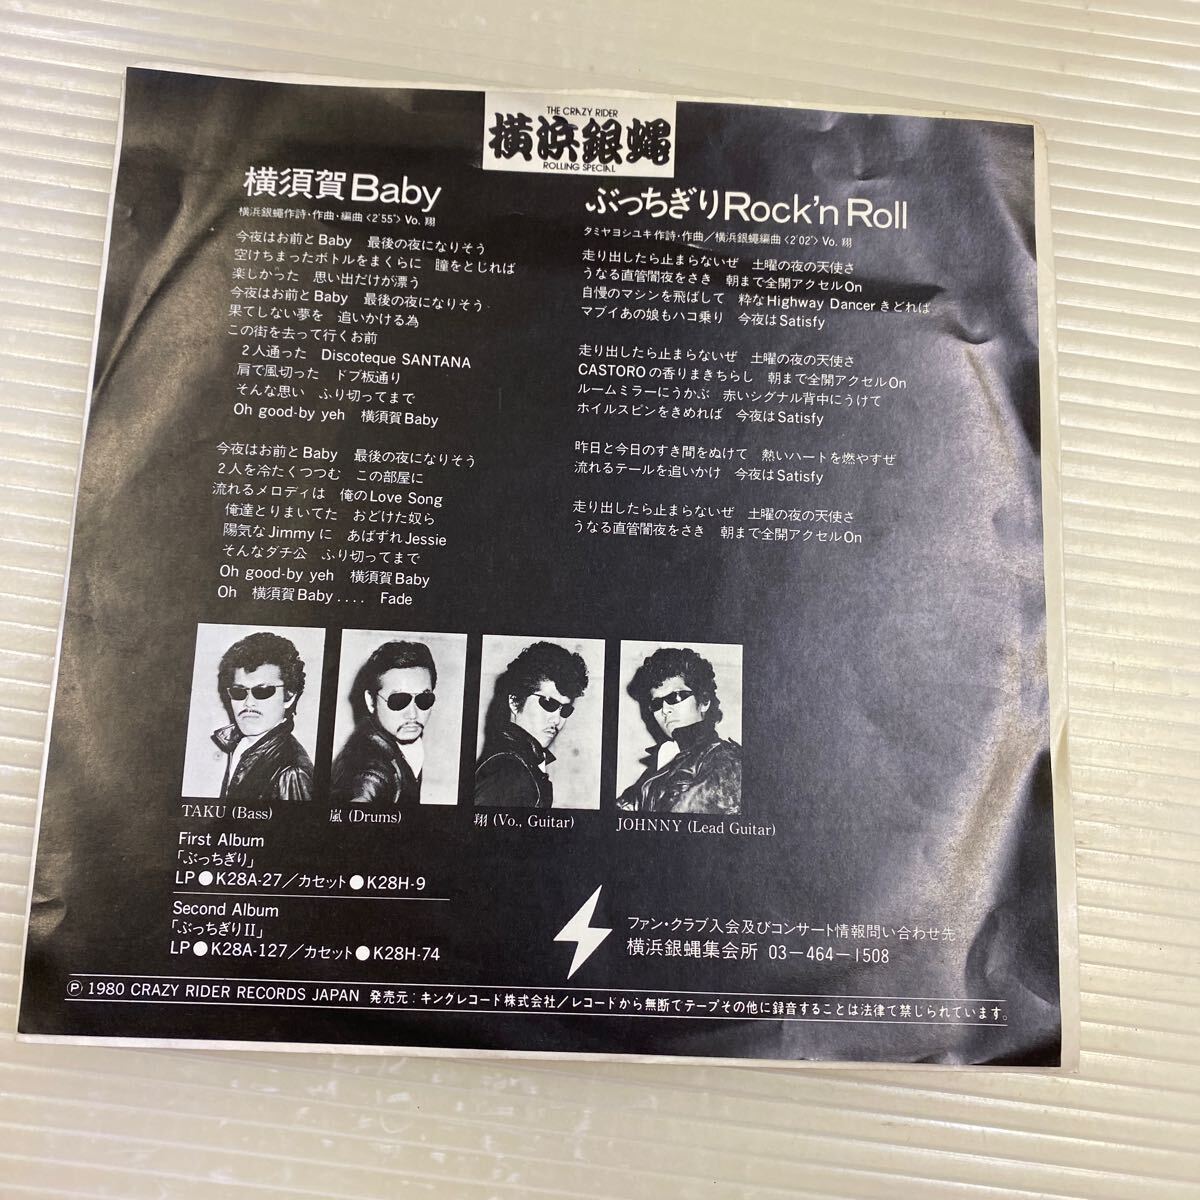 THE CRAZY RIDER
横浜銀蝿
ROLLING SPECIAL
横須賀Baby
横浜銀蠅作詩・作曲・編曲〈2′55″〉Vo. 翔
今夜はお前とBaby　最後の夜になりそう
空けちまったボトルをまくらに　瞳をとじれば
楽しかった　思い出だけが漂う
今夜はお前とBaby　最後の夜になりそう
果てしない夢を　追いかける為
この街を去って行くお前
2人通った　Discoteque SANTANA
肩で風切った　ドブ板通り
そんな思い　ふり切ってまで
Oh good-by yeh　横須賀Baby
今夜はお前とBaby　最後の夜になりそう
2人を冷たくつつむ　この部屋に
流れるメロディは　俺のLove Song
俺達とりまいてた　おどけた奴ら
陽気なJimmyに　あばずれJessie
そんなダチ公　ふり切ってまで
Oh good-by yeh　横須賀Baby
Oh　横須賀Baby....　Fade
ぶっちぎりRock'n Roll
タミヤヨシユキ作詩・作曲／横浜銀蠅編曲〈2′02″〉Vo. 翔
走り出したら止まらないぜ　土曜の夜の天使さ
うなる直管闇夜をさき　朝まで全開アクセルOn
自慢のマシンを飛ばして　粋なHighway Dancerきどれば
マブイあの娘もハコ乗り　今夜はSatisfy
走り出したら止まらないぜ　土曜の夜の天使さ
CASTOROの香りまきちらし　朝まで全開アクセルOn
ルームミラーにうかぶ　赤いシグナル背中にうけて
ホイルスピンをきめれば　今夜はSatisfy
昨日と今日のすき間をぬけて　熱いハートを燃やすぜ
流れるテールを追いかけ　今夜はSatisfy
走り出したら止まらないぜ　土曜の夜の天使さ
うなる直管闇夜をさき　朝まで全開アクセルOn
TAKU (Bass)
嵐 (Drums)
翔 (Vo., Guitar)
JOHNNY (Lead Guitar)
First Album
「ぶっちぎり」
LP●K28A-27／カセット●K28H-9
Second Album
「ぶっちぎりII」
LP●K28A-127／カセット●K28H-74
ファン・クラブ入会及びコンサート情報問い合わせ先
横浜銀蝿集会所 03-464-1508
Ⓟ 1980 CRAZY RIDER RECORDS JAPAN 発売元：キングレコード株式会社／レコードから無断でテープその他に録音することは法律で禁じられています。